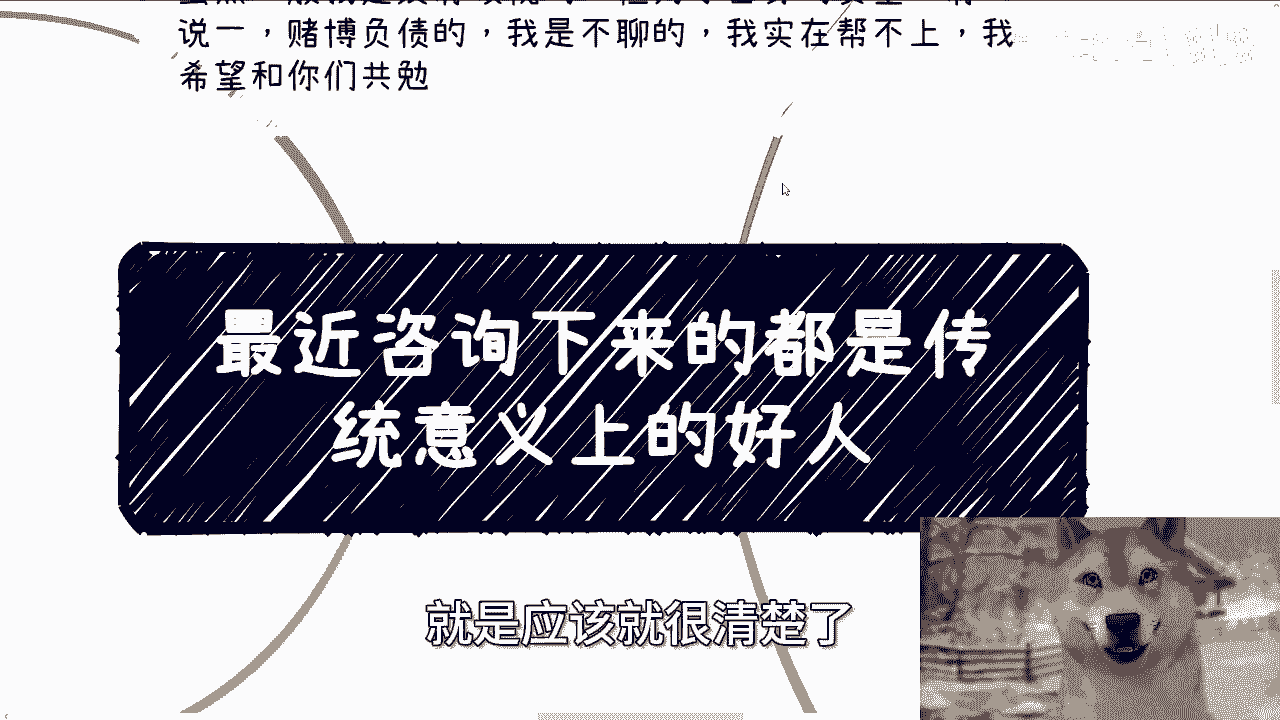 说一，赌博负债的，我是不聊的，我实在帮不上，我
希望和你们共勉
最近咨询下来的都是传
统意义上的好人
就是应该就很清楚了